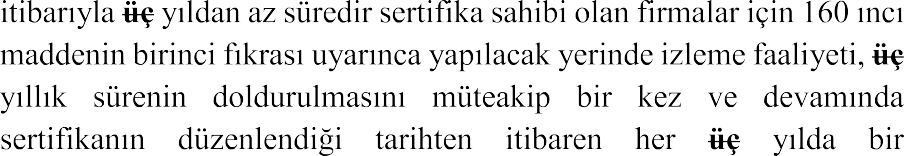 itibarıyla üç yıldan az süredir sertifika sahibi olan firmalar için 160 ıncı
maddenin birinci fıkrası uyarınca yapılacak yerinde izleme faaliyeti, üç
yıllık sürenin doldurulmasını müteakip bir kez ve devamında
sertifikanın düzenlendiği tarihten itibaren her üç yılda bir